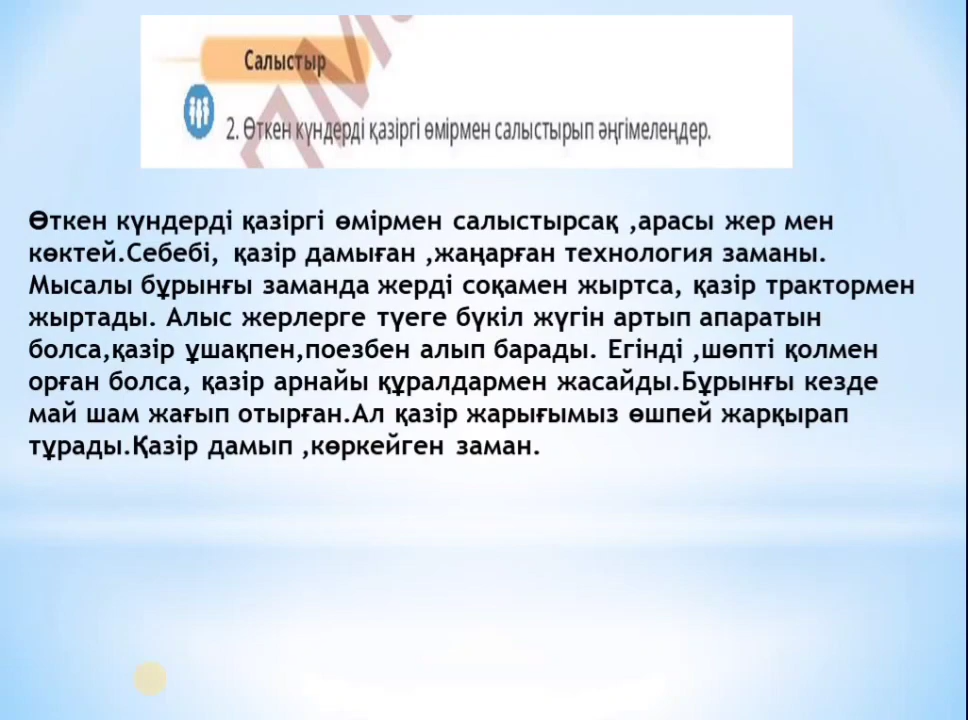 Салыстыр
2. Өткен күндерді қазіргі өмірмен салыстырып әңгімелеңдер.
Өткен күндерді қазіргі өмірмен салыстырсақ ,арасы жер мен
көктей.Себебі, қазір дамыған ,жаңарған технология заманы.
Мысалы бұрынғы заманда жерді соқамен жыртса, қазір трактормен
жыртады. Алыс жерлерге түеге бүкіл жүгін артып апаратын
болса,қазір ұшақпен,поезбен алып барады. Егінді ,шөпті қолмен
орған болса, қазір арнайы құралдармен жасайды.Бұрынғы кезде
май шам жағып отырған.Ал қазір жарығымыз өшпей жарқырап
тұрады.Қазір дамып ,көркейген заман.